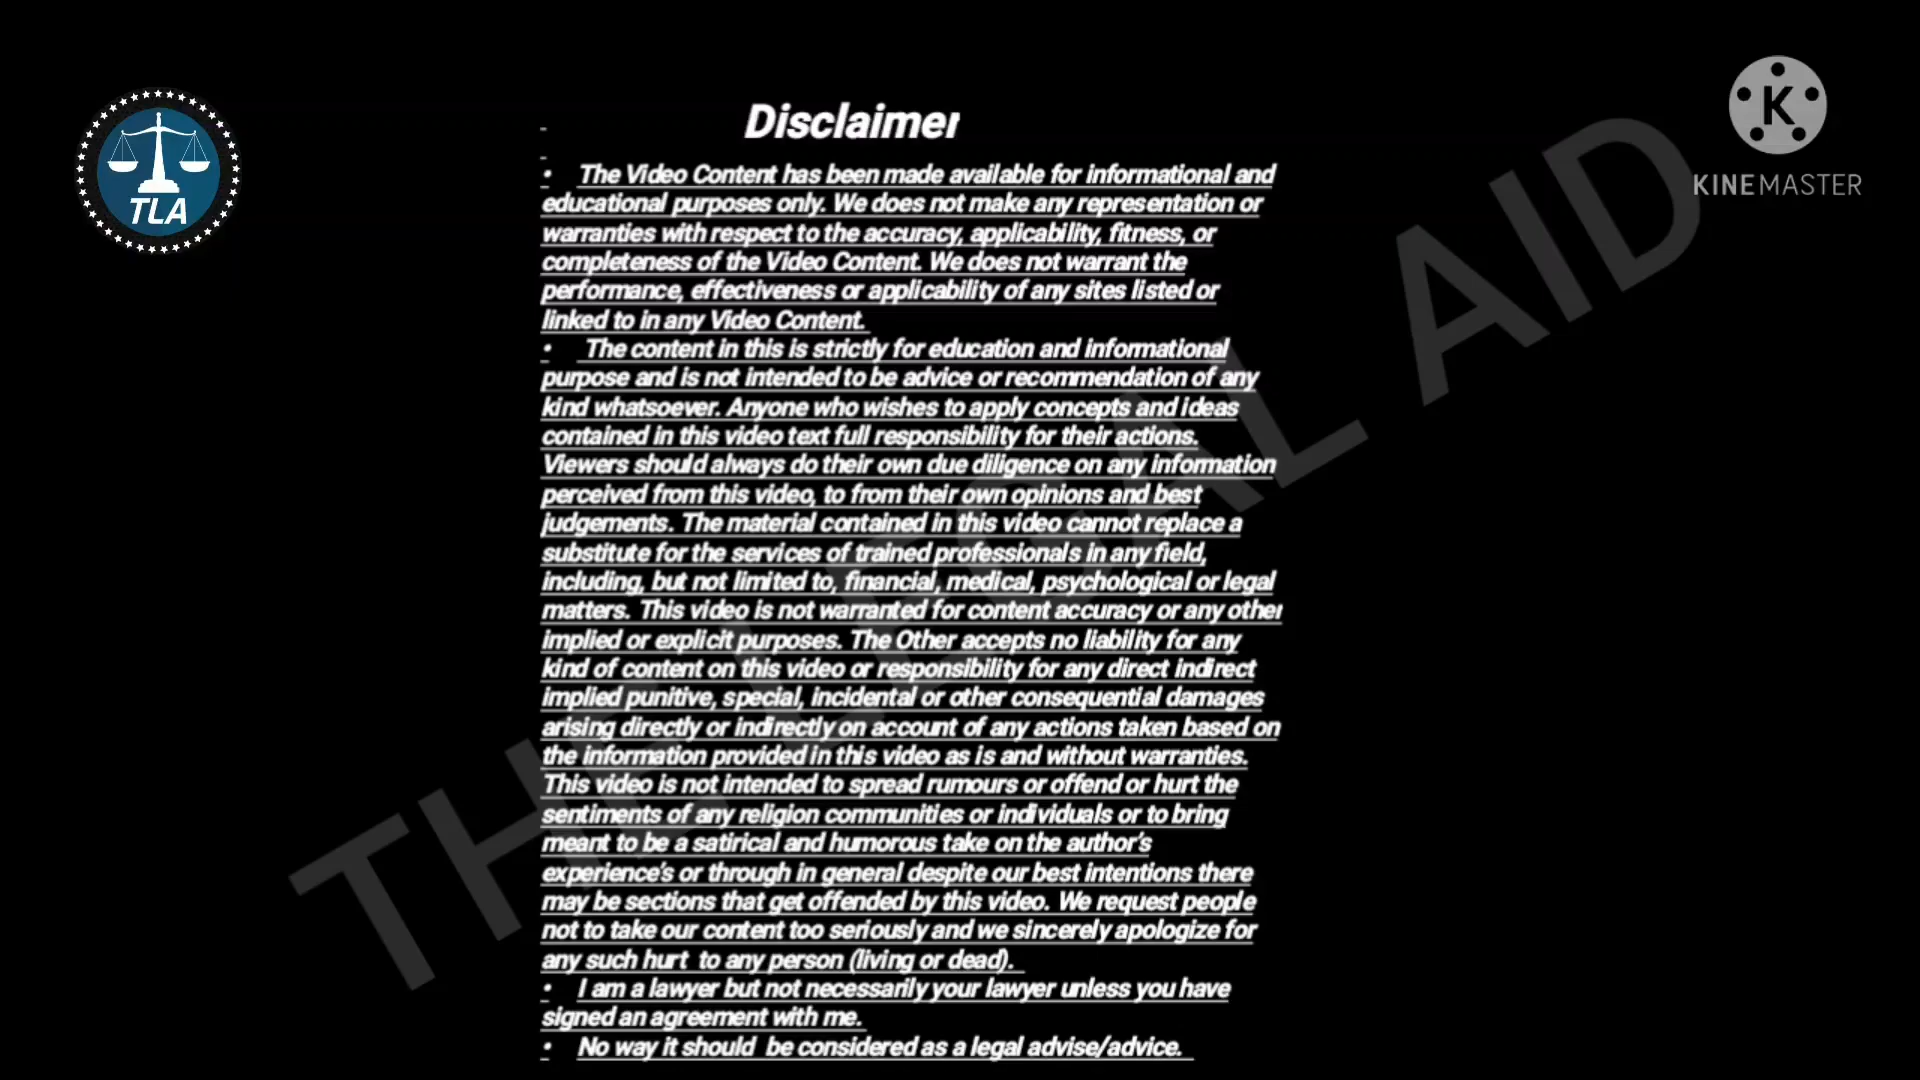 TLA
K
KINEMASTER
Disclaimer
• The Video Content has been made available for informational and
educational purposes only. We does not make any representation or
warranties with respect to the accuracy, applicability, fitness, or
completeness of the Video Content. We does not warrant the
performance, effectiveness or applicability of any sites listed or
linked to in any Video Content.
• The content in this is strictly for education and informational
purpose and is not intended to be advice or recommendation of any
kind whatsoever. Anyone who wishes to apply concepts and ideas
contained in this video text full responsibility for their actions.
Viewers should always do their own due diligence on any information
perceived from this video, to from their own opinions and best
judgements. The material contained in this video cannot replace a
substitute for the services of trained professionals in any field,
including, but not limited to, financial, medical, psychological or legal
matters. This video is not warranted for content accuracy or any other
implied or explicit purposes. The Other accepts no liability for any
kind of content on this video or responsibility for any direct indirect
implied punitive, special, incidental or other consequential damages
arising directly or indirectly on account of any actions taken based on
the information provided in this video as is and without warranties.
This video is not intended to spread rumours or offend or hurt the
sentiments of any religion communities or individuals or to bring
meant to be a satirical and humorous take on the author's
experience's or through in general despite our best intentions there
may be sections that get offended by this video. We request people
not to take our content too seriously and we sincerely apologize for
any such hurt to any person (living or dead).
• I am a lawyer but not necessarily your lawyer unless you have
signed an agreement with me.
• No way it should be considered as a legal advise/advice.
THE LEGAL AID